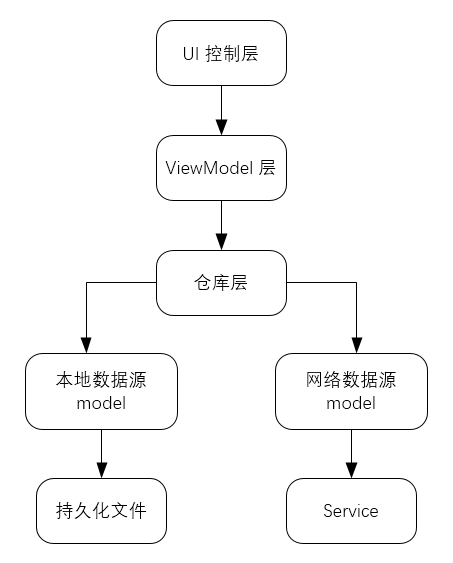 UI 控制层
ViewModel 层
仓库层
本地数据源
model
网络数据源
model
持久化文件
Service